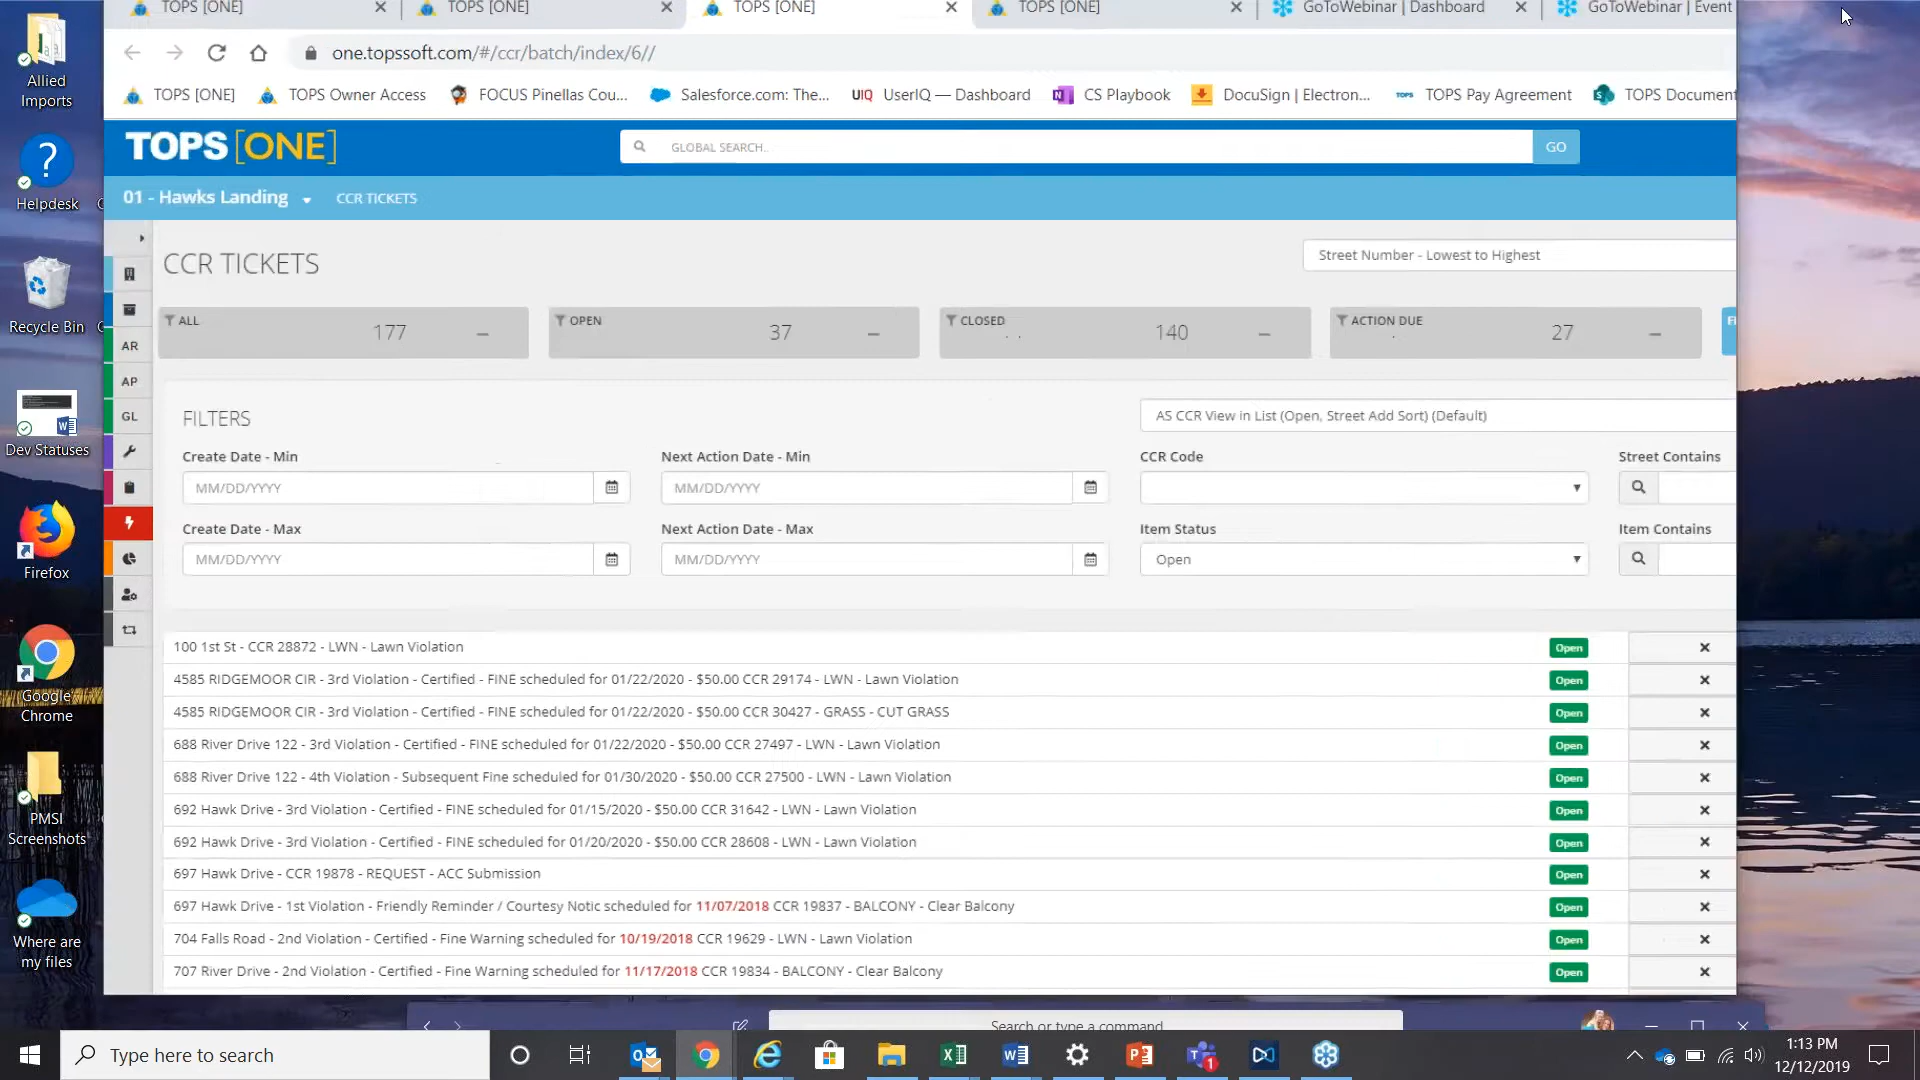 TOPS [ONE]
TOPS [ONE]
TOPS [ONE]
TOPS [ONE]
GoToWebinar | Dashboard
GoToWebinar | Event
one.topssoft.com/#/ccr/batch/index/6//
TOPS [ONE]
TOPS Owner Access
FOCUS Pinellas Cou...
Salesforce.com: The...
UIQ UserIQ — Dashboard
CS Playbook
DocuSign | Electron...
TOPS TOPS Pay Agreement
TOPS Document
TOPS [ONE]
GLOBAL SEARCH..
GO
01 - Hawks Landing
CCR TICKETS
CCR TICKETS
Street Number - Lowest to Highest
ALL 177 –
OPEN 37 –
CLOSED 140 –
ACTION DUE 27 –
AR
AP
GL
FILTERS
AS CCR View in List (Open, Street Add Sort) (Default)
Create Date - Min
Next Action Date - Min
CCR Code
Street Contains
MM/DD/YYYY
MM/DD/YYYY
Create Date - Max
Next Action Date - Max
Item Status
Item Contains
MM/DD/YYYY
MM/DD/YYYY
Open
100 1st St - CCR 28872 - LWN - Lawn Violation Open
4585 RIDGEMOOR CIR - 3rd Violation - Certified - FINE scheduled for 01/22/2020 - $50.00 CCR 29174 - LWN - Lawn Violation Open
4585 RIDGEMOOR CIR - 3rd Violation - Certified - FINE scheduled for 01/22/2020 - $50.00 CCR 30427 - GRASS - CUT GRASS Open
688 River Drive 122 - 3rd Violation - Certified - FINE scheduled for 01/22/2020 - $50.00 CCR 27497 - LWN - Lawn Violation Open
688 River Drive 122 - 4th Violation - Subsequent Fine scheduled for 01/30/2020 - $50.00 CCR 27500 - LWN - Lawn Violation Open
692 Hawk Drive - 3rd Violation - Certified - FINE scheduled for 01/15/2020 - $50.00 CCR 31642 - LWN - Lawn Violation Open
692 Hawk Drive - 3rd Violation - Certified - FINE scheduled for 01/20/2020 - $50.00 CCR 28608 - LWN - Lawn Violation Open
697 Hawk Drive - CCR 19878 - REQUEST - ACC Submission Open
697 Hawk Drive - 1st Violation - Friendly Reminder / Courtesy Notic scheduled for 11/07/2018 CCR 19837 - BALCONY - Clear Balcony Open
704 Falls Road - 2nd Violation - Certified - Fine Warning scheduled for 10/19/2018 CCR 19629 - LWN - Lawn Violation Open
707 River Drive - 2nd Violation - Certified - Fine Warning scheduled for 11/17/2018 CCR 19834 - BALCONY - Clear Balcony Open
Allied
Imports
Helpdesk
Recycle Bin
Dev Statuses
Firefox
Google
Chrome
PMSI
Screenshots
Where are
my files
Search or type a command
Type here to search
1
1:13 PM
12/12/2019